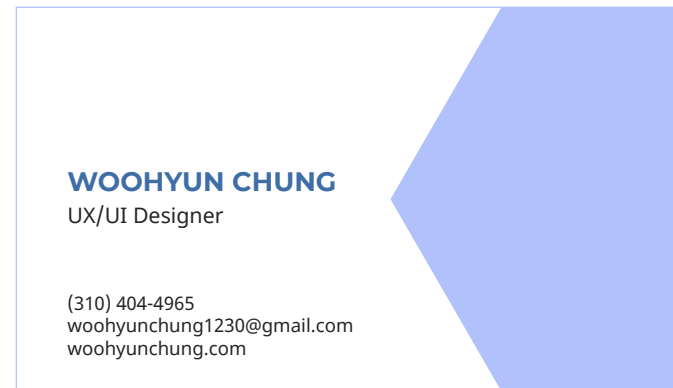 WOOHYUN CHUNG
UX/UI Designer
(310) 404-4965
woohyunchung1230@gmail.com
woohyunchung.com